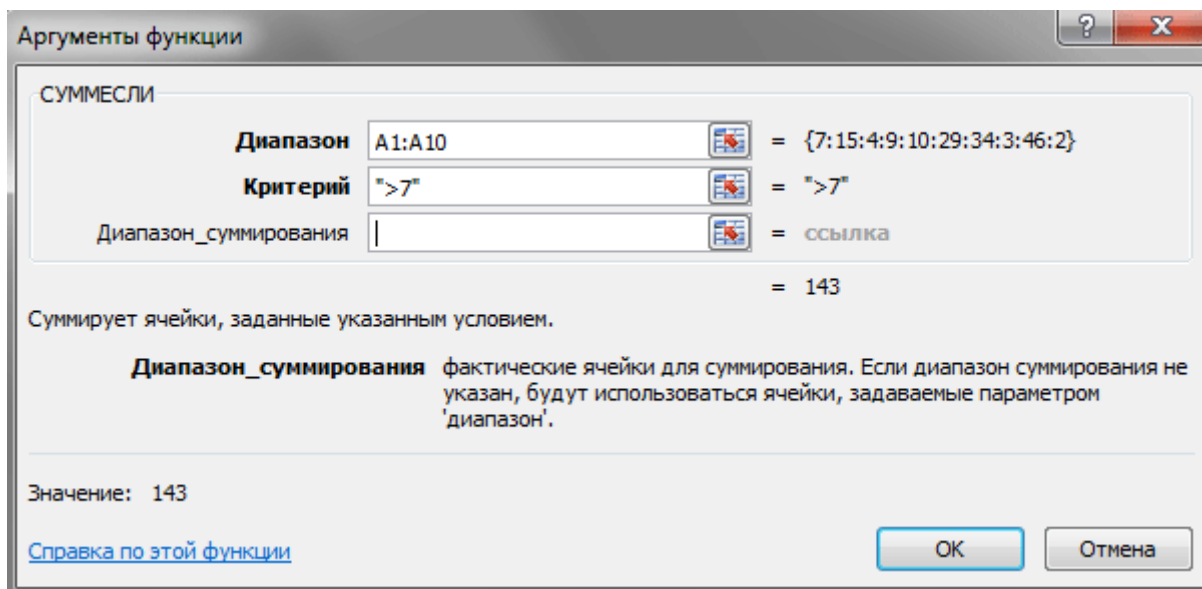 Аргументы функции
СУММЕСЛИ
Диапазон A1:A10 = {7:15:4:9:10:29:34:3:46:2}
Критерий ">7" = ">7"
Диапазон_суммирования = ссылка
= 143
Суммирует ячейки, заданные указанным условием.
Диапазон_суммирования фактические ячейки для суммирования. Если диапазон суммирования не
указан, будут использоваться ячейки, задаваемые параметром
'диапазон'.
Значение: 143
Справка по этой функции OK Отмена